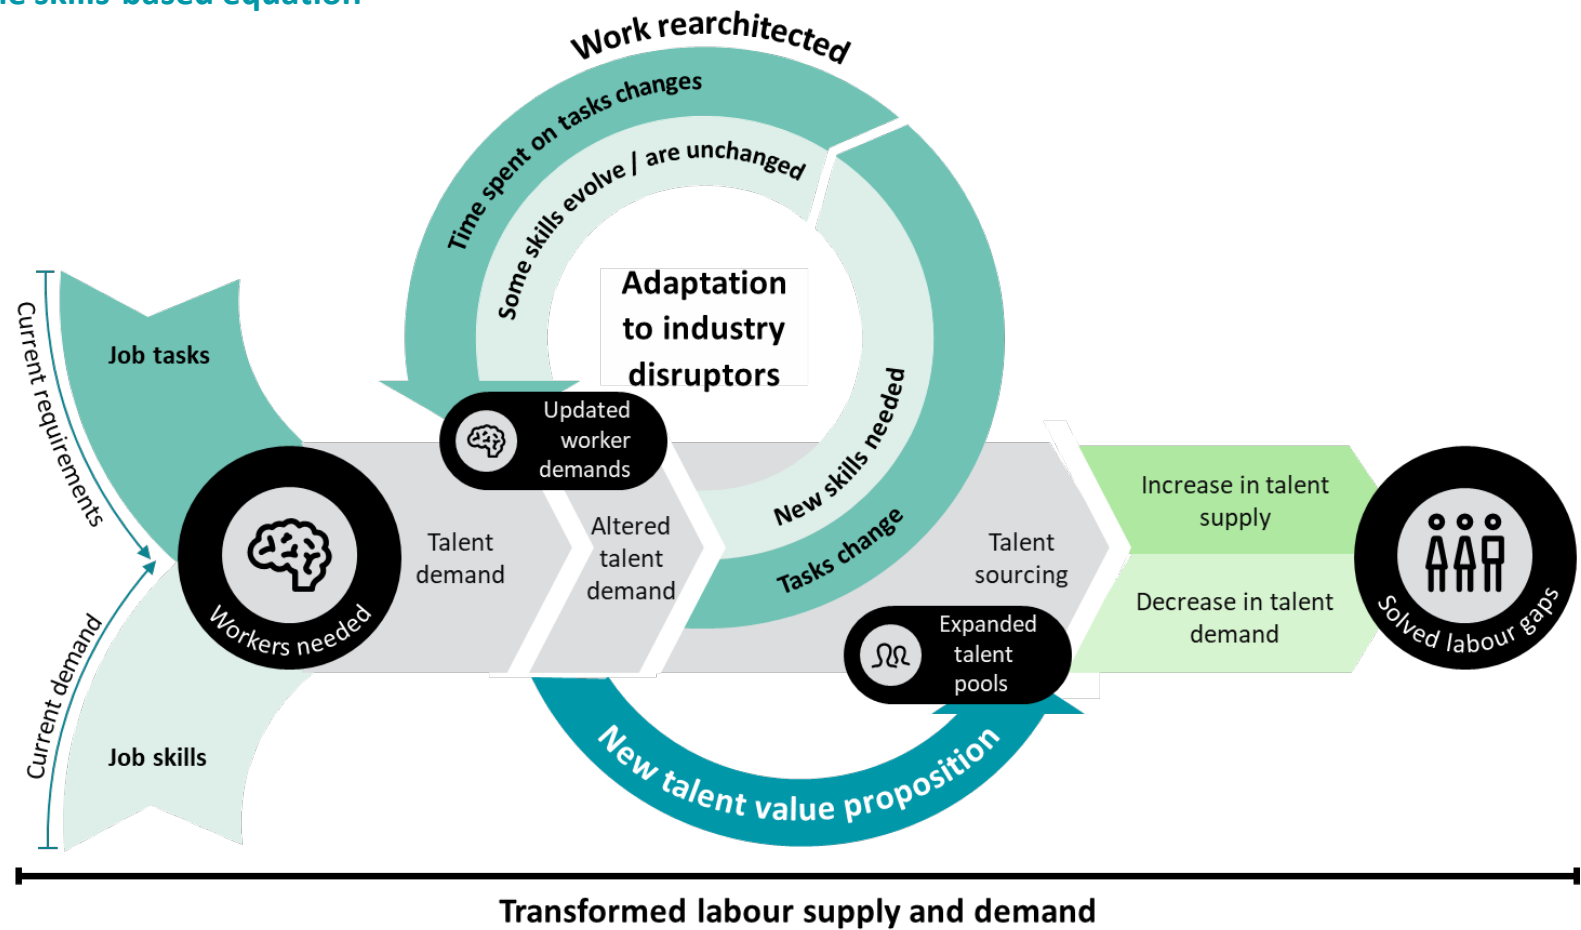 skills-based equation
Work rearchitected
Time spent on tasks changes
Some skills evolve / are unchanged
Adaptation
to industry
disruptors
New skills needed
Tasks change
Current requirements
Job tasks
Current demand
Job skills
Workers needed
Talent
demand
Updated
worker
demands
Altered
talent
demand
Talent
sourcing
Expanded
talent
pools
New talent value proposition
Increase in talent
supply
Decrease in talent
demand
Solved labour gaps
Transformed labour supply and demand